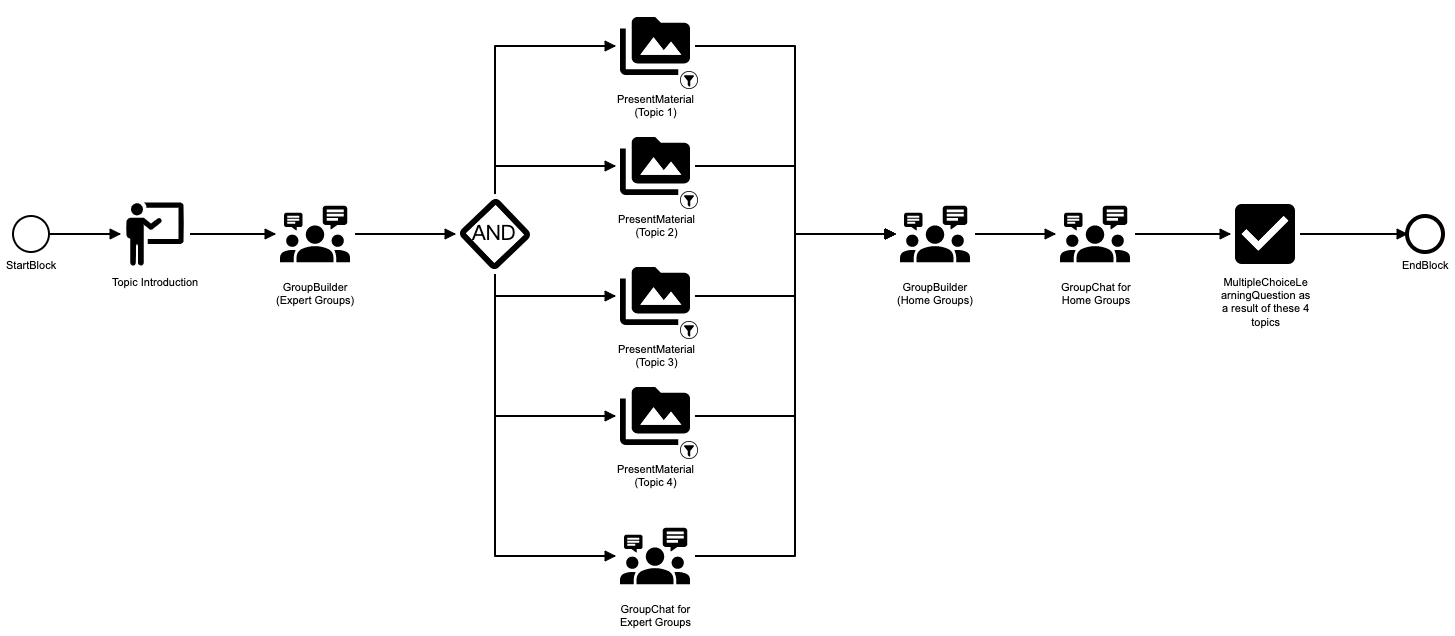 StartBlock
Topic Introduction
GroupBuilder
(Expert Groups)
AND
PresentMaterial
(Topic 1)
PresentMaterial
(Topic 2)
PresentMaterial
(Topic 3)
PresentMaterial
(Topic 4)
GroupChat for
Expert Groups
GroupBuilder
(Home Groups)
GroupChat for
Home Groups
MultipleChoiceLe
arningQuestion as
a result of these 4
topics
EndBlock